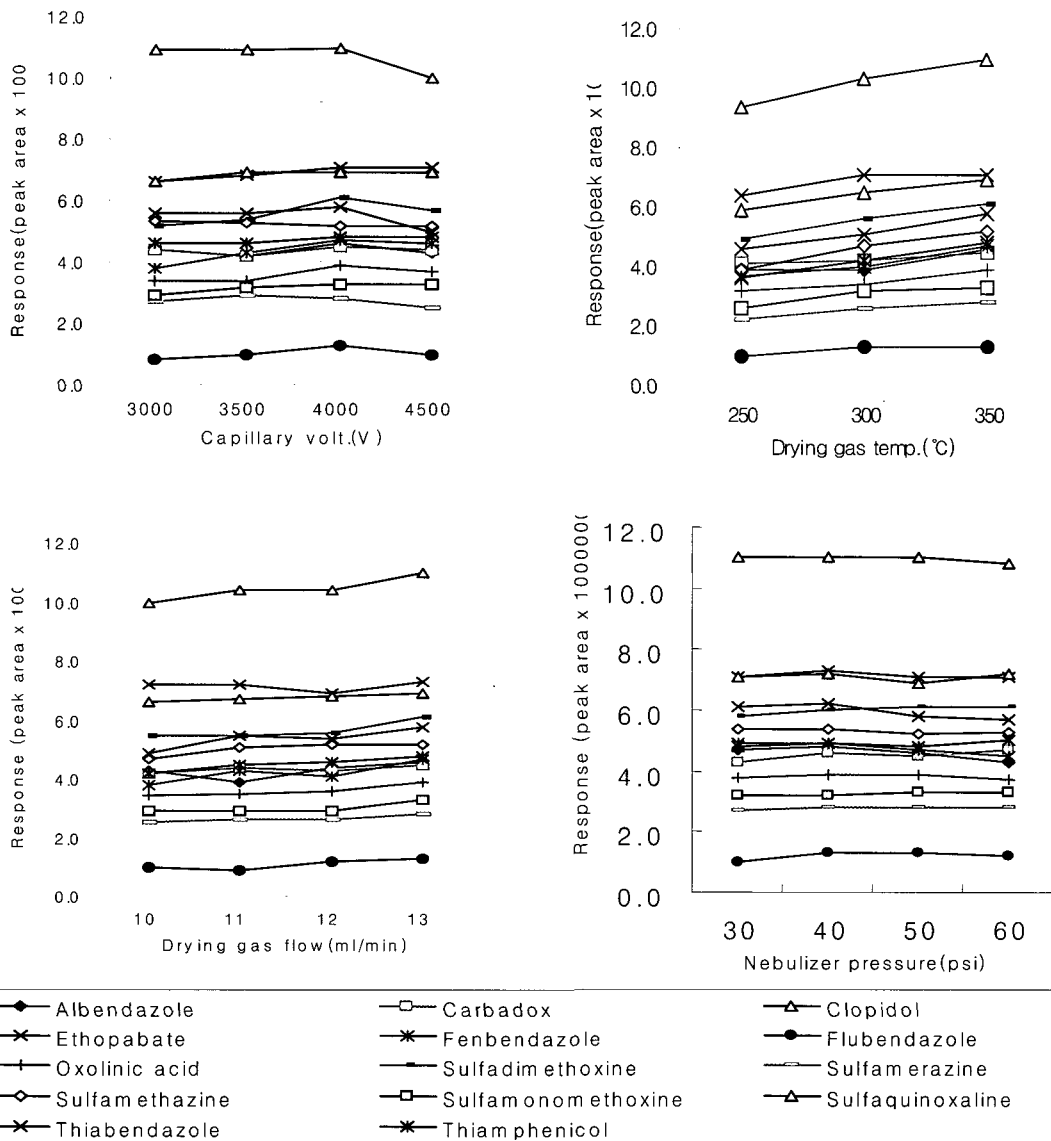 Response(peak area x 100
12.0
10.0
8.0
6.0
4.0
2.0
0.0
3000 3500 4000 4500
Capillary volt.(V)
Response(peak area x 1(
12.0
10.0
8.0
6.0
4.0
2.0
0.0
250 300 350
Drying gas temp.(℃)
Response (peak area x 10(
12.0
10.0
8.0
6.0
4.0
2.0
0.0
10 11 12 13
Drying gas flow(ml/min)
Response (peak area x 1000000(
12.0
10.0
8.0
6.0
4.0
2.0
0.0
30 40 50 60
Nebulizer pressure(psi)
Albendazole Carbadox Clopidol
Ethopabate Fenbendazole Flubendazole
Oxolinic acid Sulfadimethoxine Sulfamerazine
Sulfamethazine Sulfamonomethoxine Sulfaquinoxaline
Thiabendazole Thiamphenicol